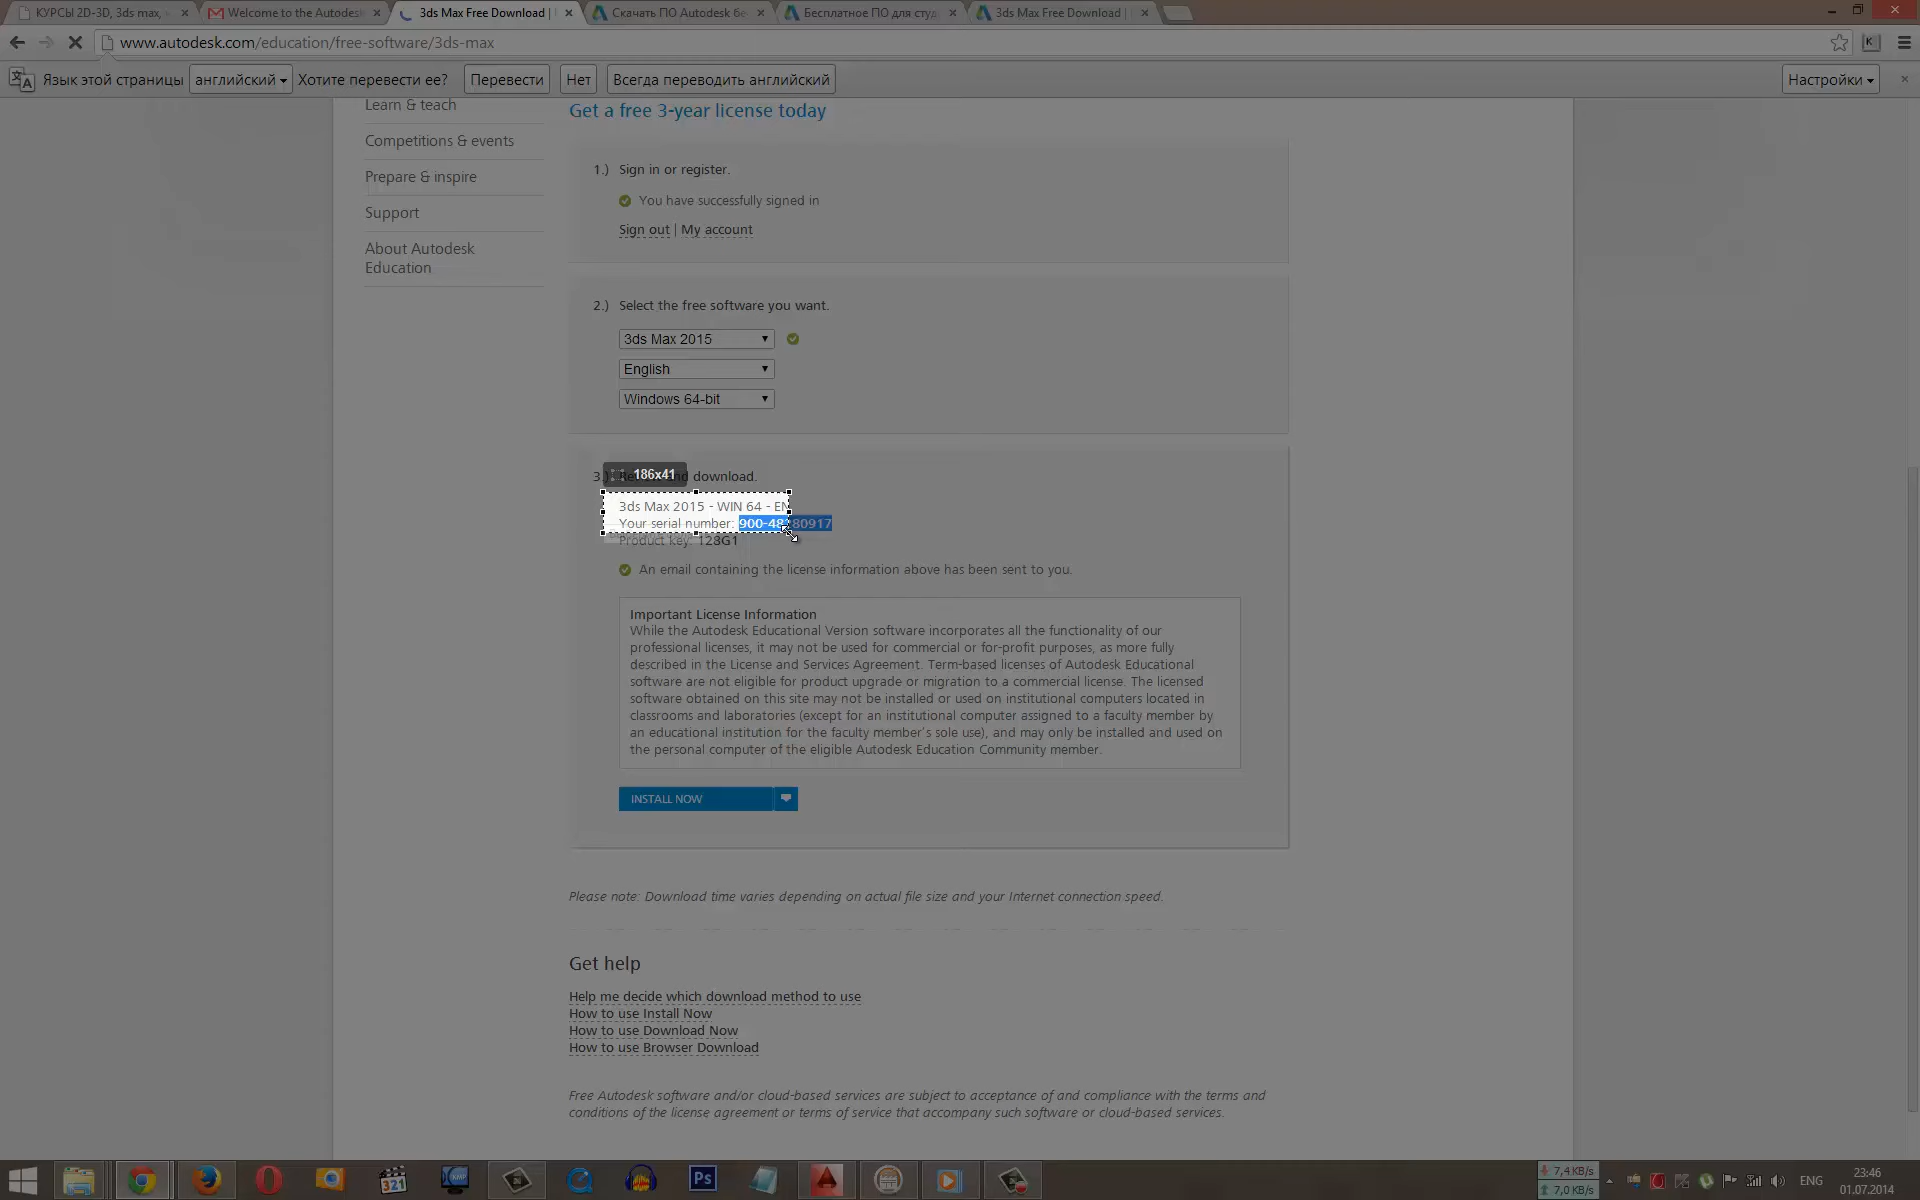 КУРСЫ 2D-3D, 3ds max,
Welcome to the Autodesk
3ds Max Free Download |
Скачать ПО Autodesk бе
Бесплатное ПО для студ
3ds Max Free Download |
www.autodesk.com/education/free-software/3ds-max
Язык этой страницы
английский
Хотите перевести ее?
Перевести
Нет
Всегда переводить английский
Настройки
Learn & teach
Competitions & events
Prepare & inspire
Support
About Autodesk
Education
Get a free 3-year license today
1.) Sign in or register.
You have successfully signed in
Sign out | My account
2.) Select the free software you want.
3ds Max 2015
English
Windows 64-bit
186x41
3.) download.
3ds Max 2015 - WIN 64 - EN
Your serial number: 900-48 80917
Product key: 128G1
An email containing the license information above has been sent to you.
Important License Information
While the Autodesk Educational Version software incorporates all the functionality of our
professional licenses, it may not be used for commercial or for-profit purposes, as more fully
described in the License and Services Agreement. Term-based licenses of Autodesk Educational
software are not eligible for product upgrade or migration to a commercial license. The licensed
software obtained on this site may not be installed or used on institutional computers located in
classrooms and laboratories (except for an institutional computer assigned to a faculty member by
an educational institution for the faculty member's sole use), and may only be installed and used on
the personal computer of the eligible Autodesk Education Community member.
INSTALL NOW
Please note: Download time varies depending on actual file size and your Internet connection speed.
Get help
Help me decide which download method to use
How to use Install Now
How to use Download Now
How to use Browser Download
Free Autodesk software and/or cloud-based services are subject to acceptance of and compliance with the terms and
conditions of the license agreement or terms of service that accompany such software or cloud-based services.
321
Ps
7,4 KB/s
7,0 KB/s
ENG
23:46
01.07.2014